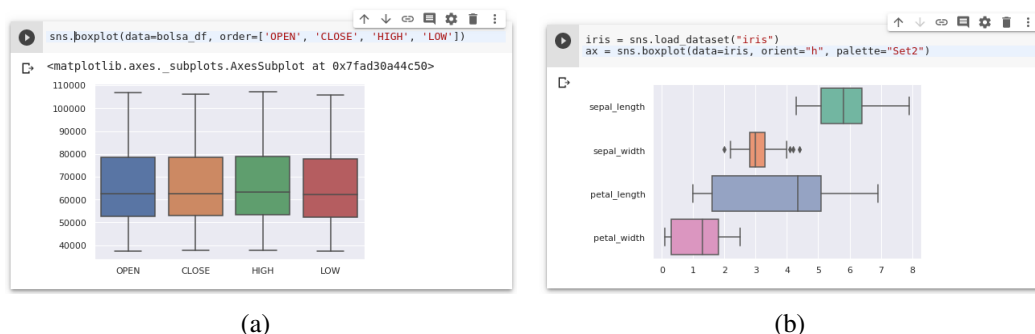 sns.boxplot(data=bolsa_df, order=['OPEN', 'CLOSE', 'HIGH', 'LOW'])
<matplotlib.axes._subplots.AxesSubplot at 0x7fad30a44c50>
110000
100000
90000
80000
70000
60000
50000
40000
OPEN CLOSE HIGH LOW
(a)
iris = sns.load_dataset("iris")
ax = sns.boxplot(data=iris, orient="h", palette="Set2")
sepal_length
sepal_width
petal_length
petal_width
0 1 2 3 4 5 6 7 8
(b)